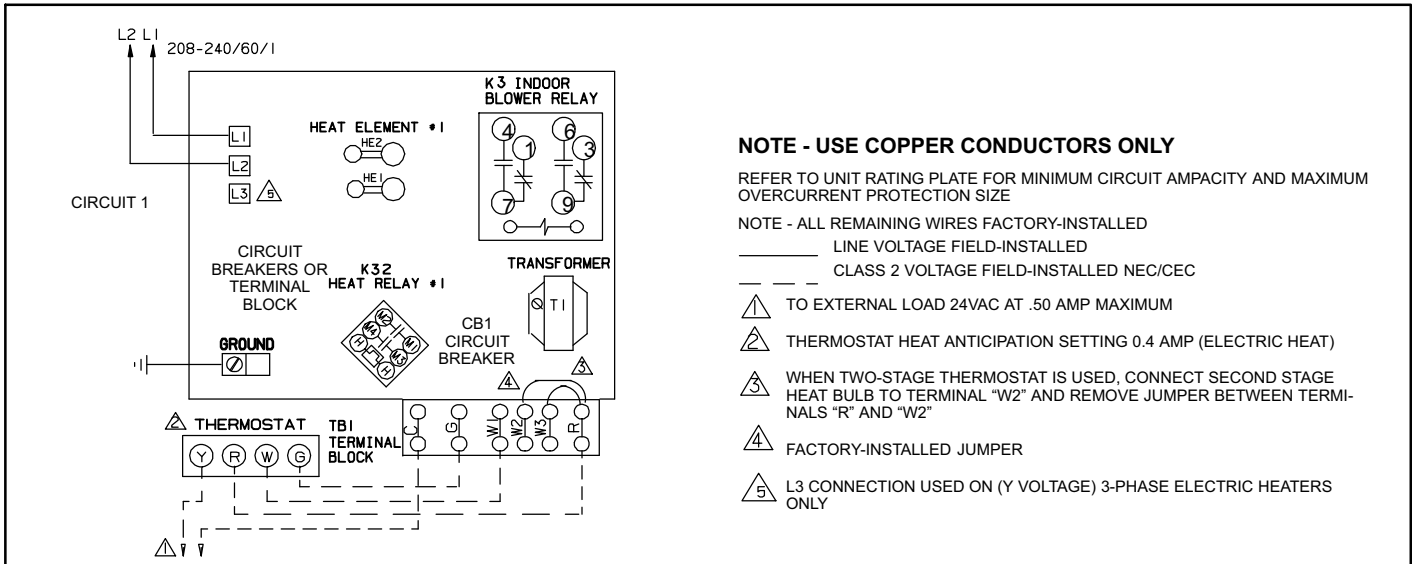 L2 L1
208-240/60/1
K3 INDOOR
BLOWER RELAY
HEAT ELEMENT #1
HE2
HE1
4
6
1
3
7
9
L1
L2
L3
5
CIRCUIT 1
CIRCUIT
BREAKERS OR
TERMINAL
BLOCK
K32
HEAT RELAY #1
M2
M4
M1
M3
H
H
TRANSFORMER
T1
CB1
CIRCUIT
BREAKER
GROUND
4
3
2
THERMOSTAT
Y R W G
TB1
TERMINAL
BLOCK
C G W1 W2 W3 R
1
NOTE - USE COPPER CONDUCTORS ONLY
REFER TO UNIT RATING PLATE FOR MINIMUM CIRCUIT AMPACITY AND MAXIMUM
OVERCURRENT PROTECTION SIZE
NOTE - ALL REMAINING WIRES FACTORY-INSTALLED
LINE VOLTAGE FIELD-INSTALLED
CLASS 2 VOLTAGE FIELD-INSTALLED NEC/CEC
1 TO EXTERNAL LOAD 24VAC AT .50 AMP MAXIMUM
2 THERMOSTAT HEAT ANTICIPATION SETTING 0.4 AMP (ELECTRIC HEAT)
3 WHEN TWO-STAGE THERMOSTAT IS USED, CONNECT SECOND STAGE
HEAT BULB TO TERMINAL “W2” AND REMOVE JUMPER BETWEEN TERMI-
NALS “R” AND “W2”
4 FACTORY-INSTALLED JUMPER
5 L3 CONNECTION USED ON (Y VOLTAGE) 3-PHASE ELECTRIC HEATERS
ONLY